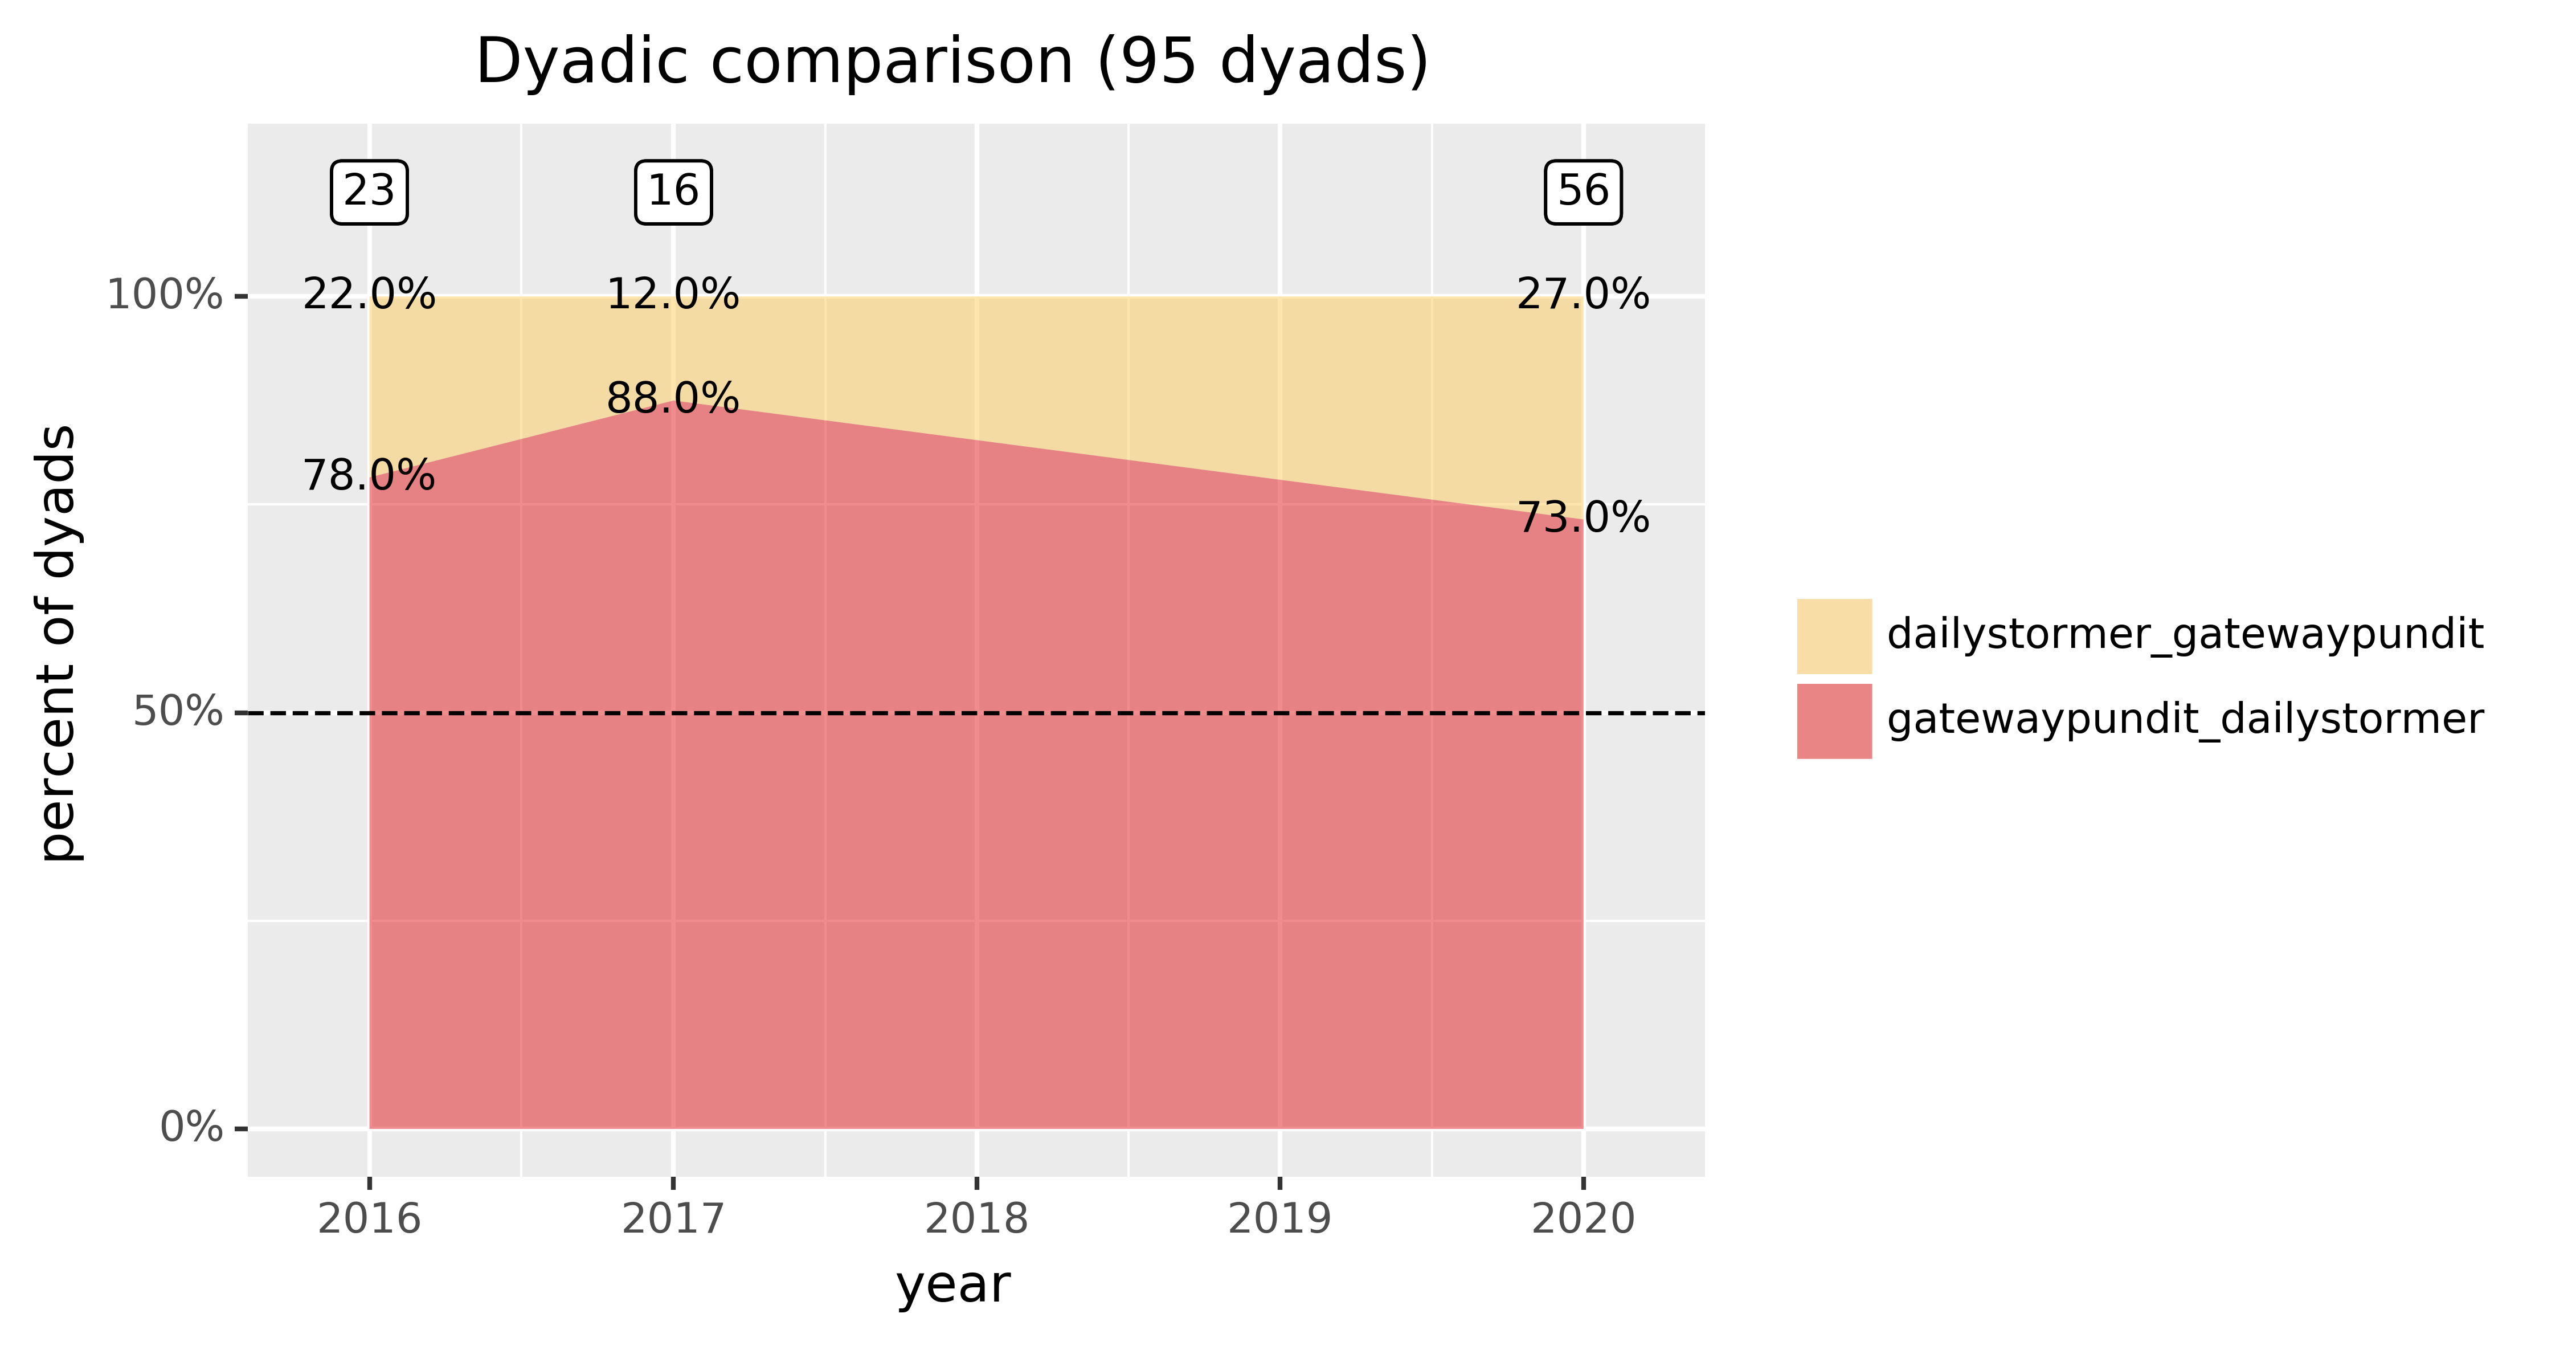 Dyadic comparison (95 dyads)
23 16 56
100%
22.0% 12.0% 27.0%
88.0%
78.0%
73.0%
50%
0%
percent of dyads
2016 2017 2018 2019 2020
year
dailystormer_gatewaypundit
gatewaypundit_dailystormer